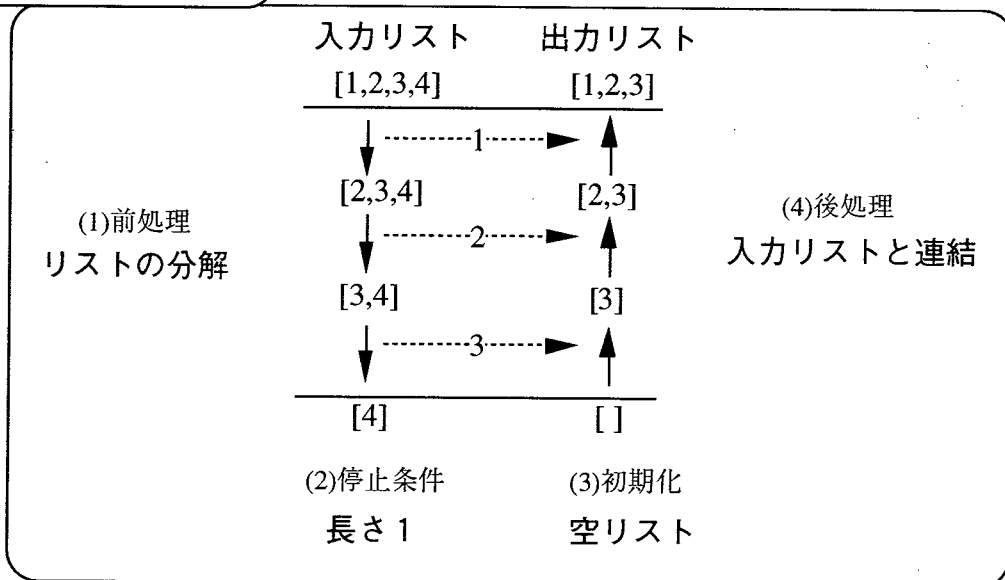 入力リスト 出力リスト
[1,2,3,4] [1,2,3]
1
[2,3,4] [2,3]
(1)前処理 (4)後処理
2
リストの分解 入力リストと連結
[3,4] [3]
3
[4] [ ]
(2)停止条件 (3)初期化
長さ1 空リスト